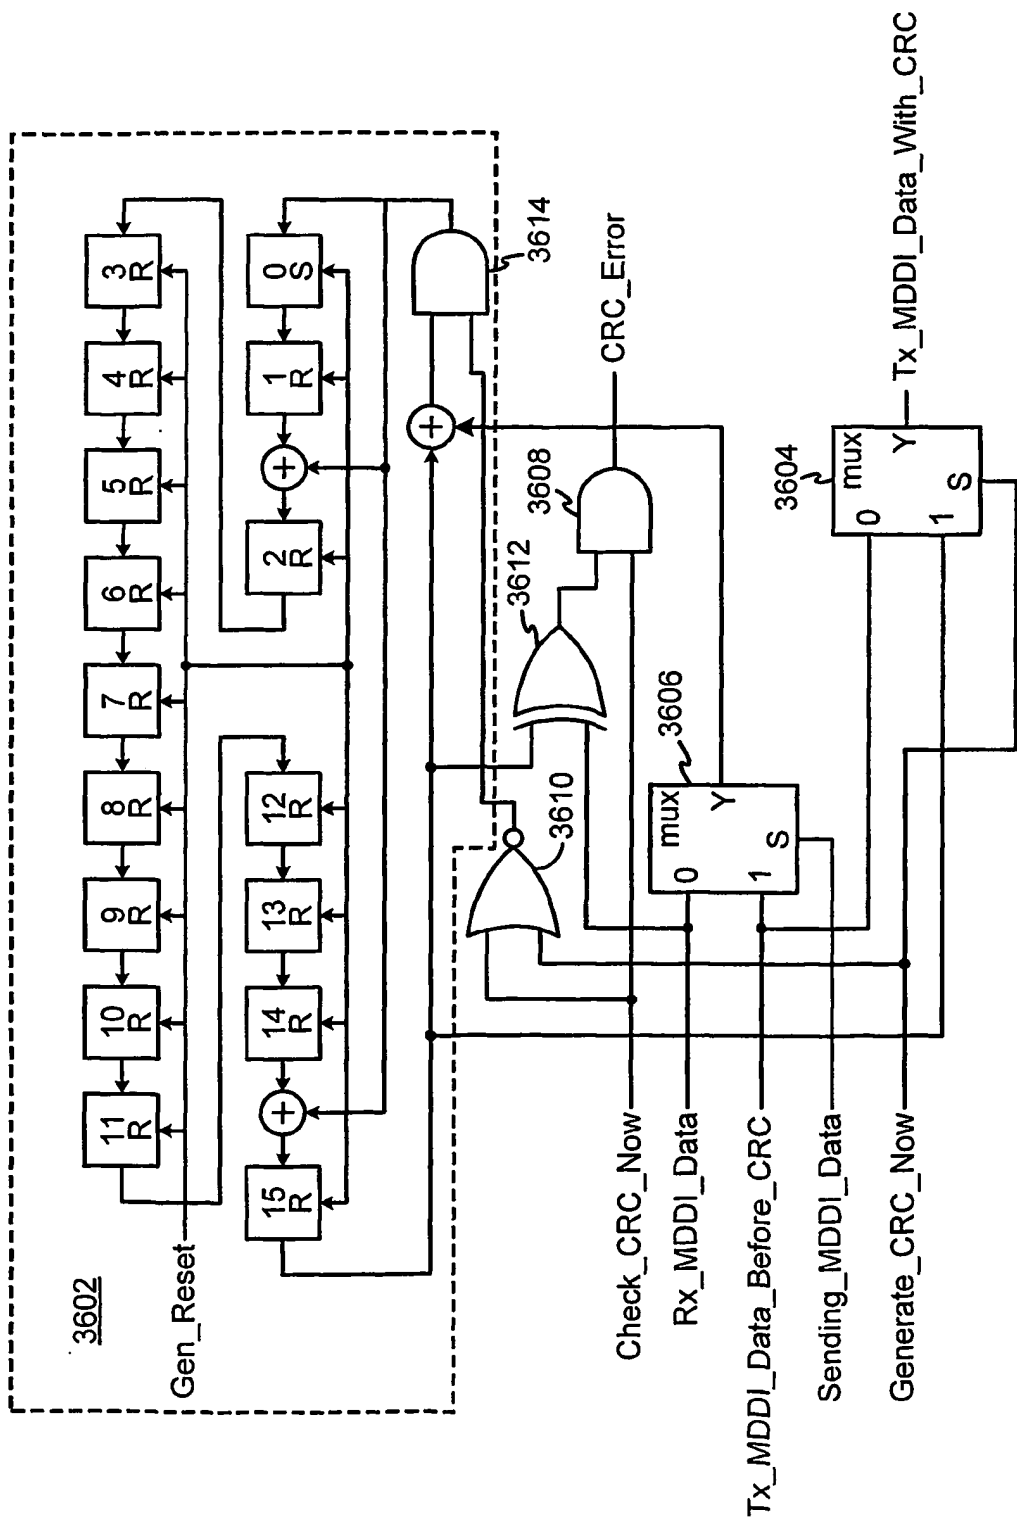 3602
Gen_Reset
11 R
10 R
9 R
8 R
7 R
6 R
5 R
4 R
3 R
15 R
+
14 R
13 R
12 R
2 R
+
1 R
0 S
+
3614
3610
3612
3608
CRC_Error
Check_CRC_Now
Rx_MDDI_Data
Tx_MDDI_Data_Before_CRC
Sending_MDDI_Data
Generate_CRC_Now
3606
mux
0
1
Y
S
3604
mux
0
1
Y
S
Tx_MDDI_Data_With_CRC